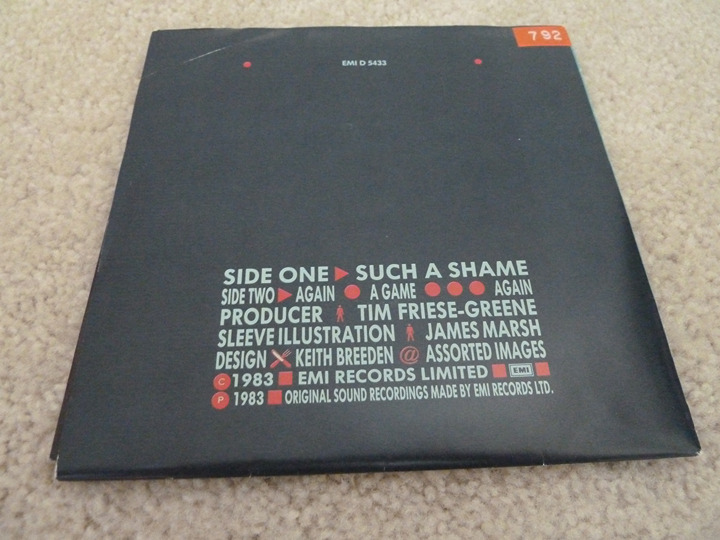 792
EMI D 5433
SIDE ONE ▶ SUCH A SHAME
SIDE TWO ▶ AGAIN ● A GAME ● ● ● AGAIN
PRODUCER TIM FRIESE-GREENE
SLEEVE ILLUSTRATION JAMES MARSH
DESIGN KEITH BREEDEN @ ASSORTED IMAGES
© 1983 ■ EMI RECORDS LIMITED ■ EMI ■
℗ 1983 ■ ORIGINAL SOUND RECORDINGS MADE BY EMI RECORDS LTD.